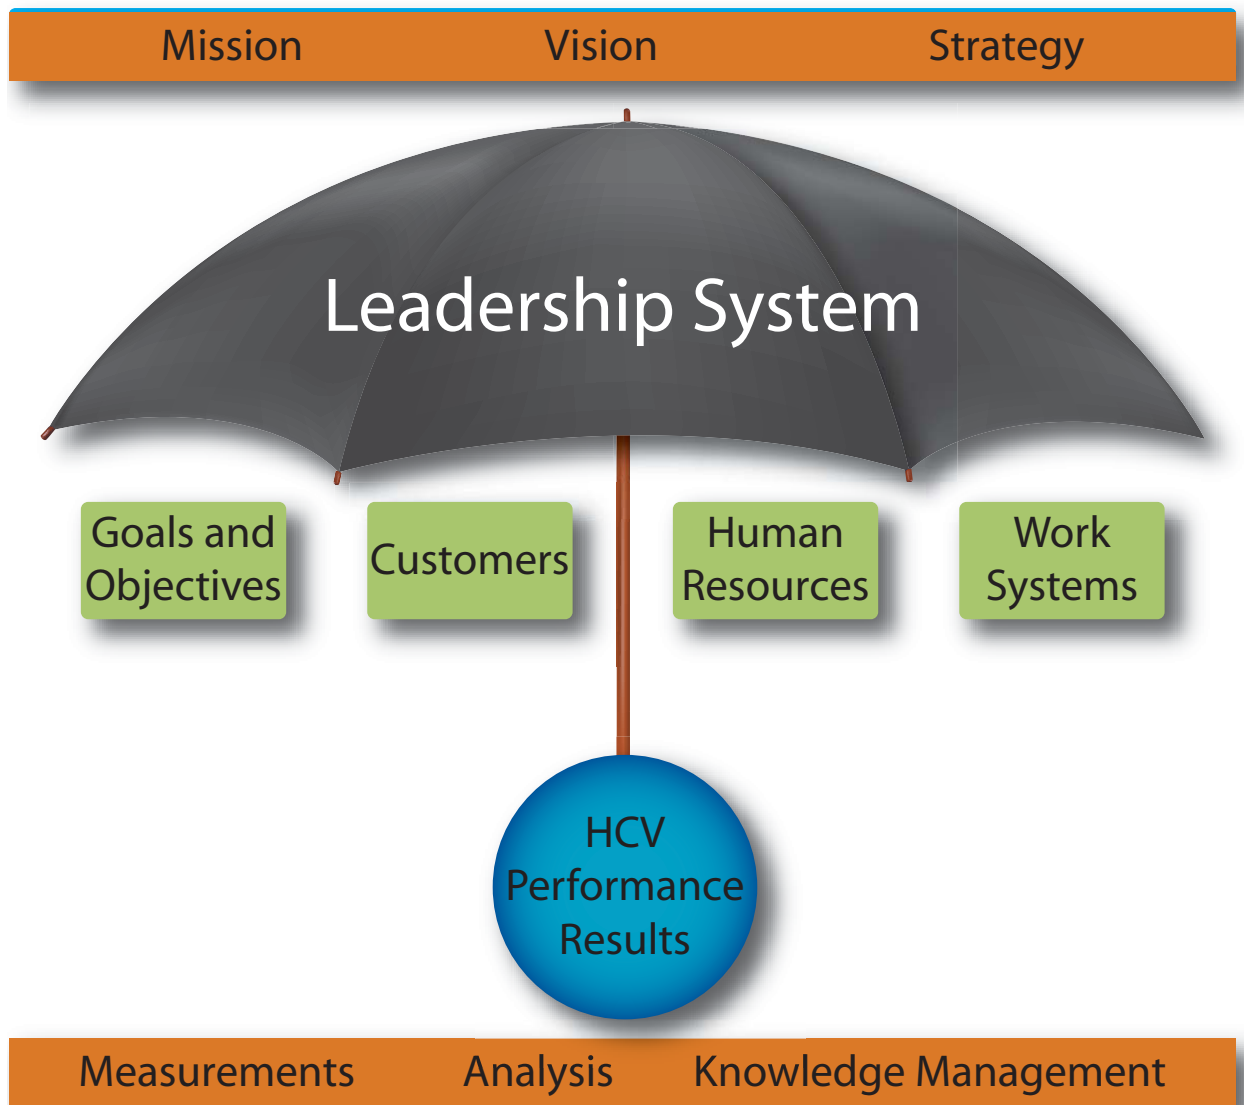 Mission Vision Strategy
Leadership System
Goals and
Objectives
Customers
Human
Resources
Work
Systems
HCV
Performance
Results
Measurements Analysis Knowledge Management